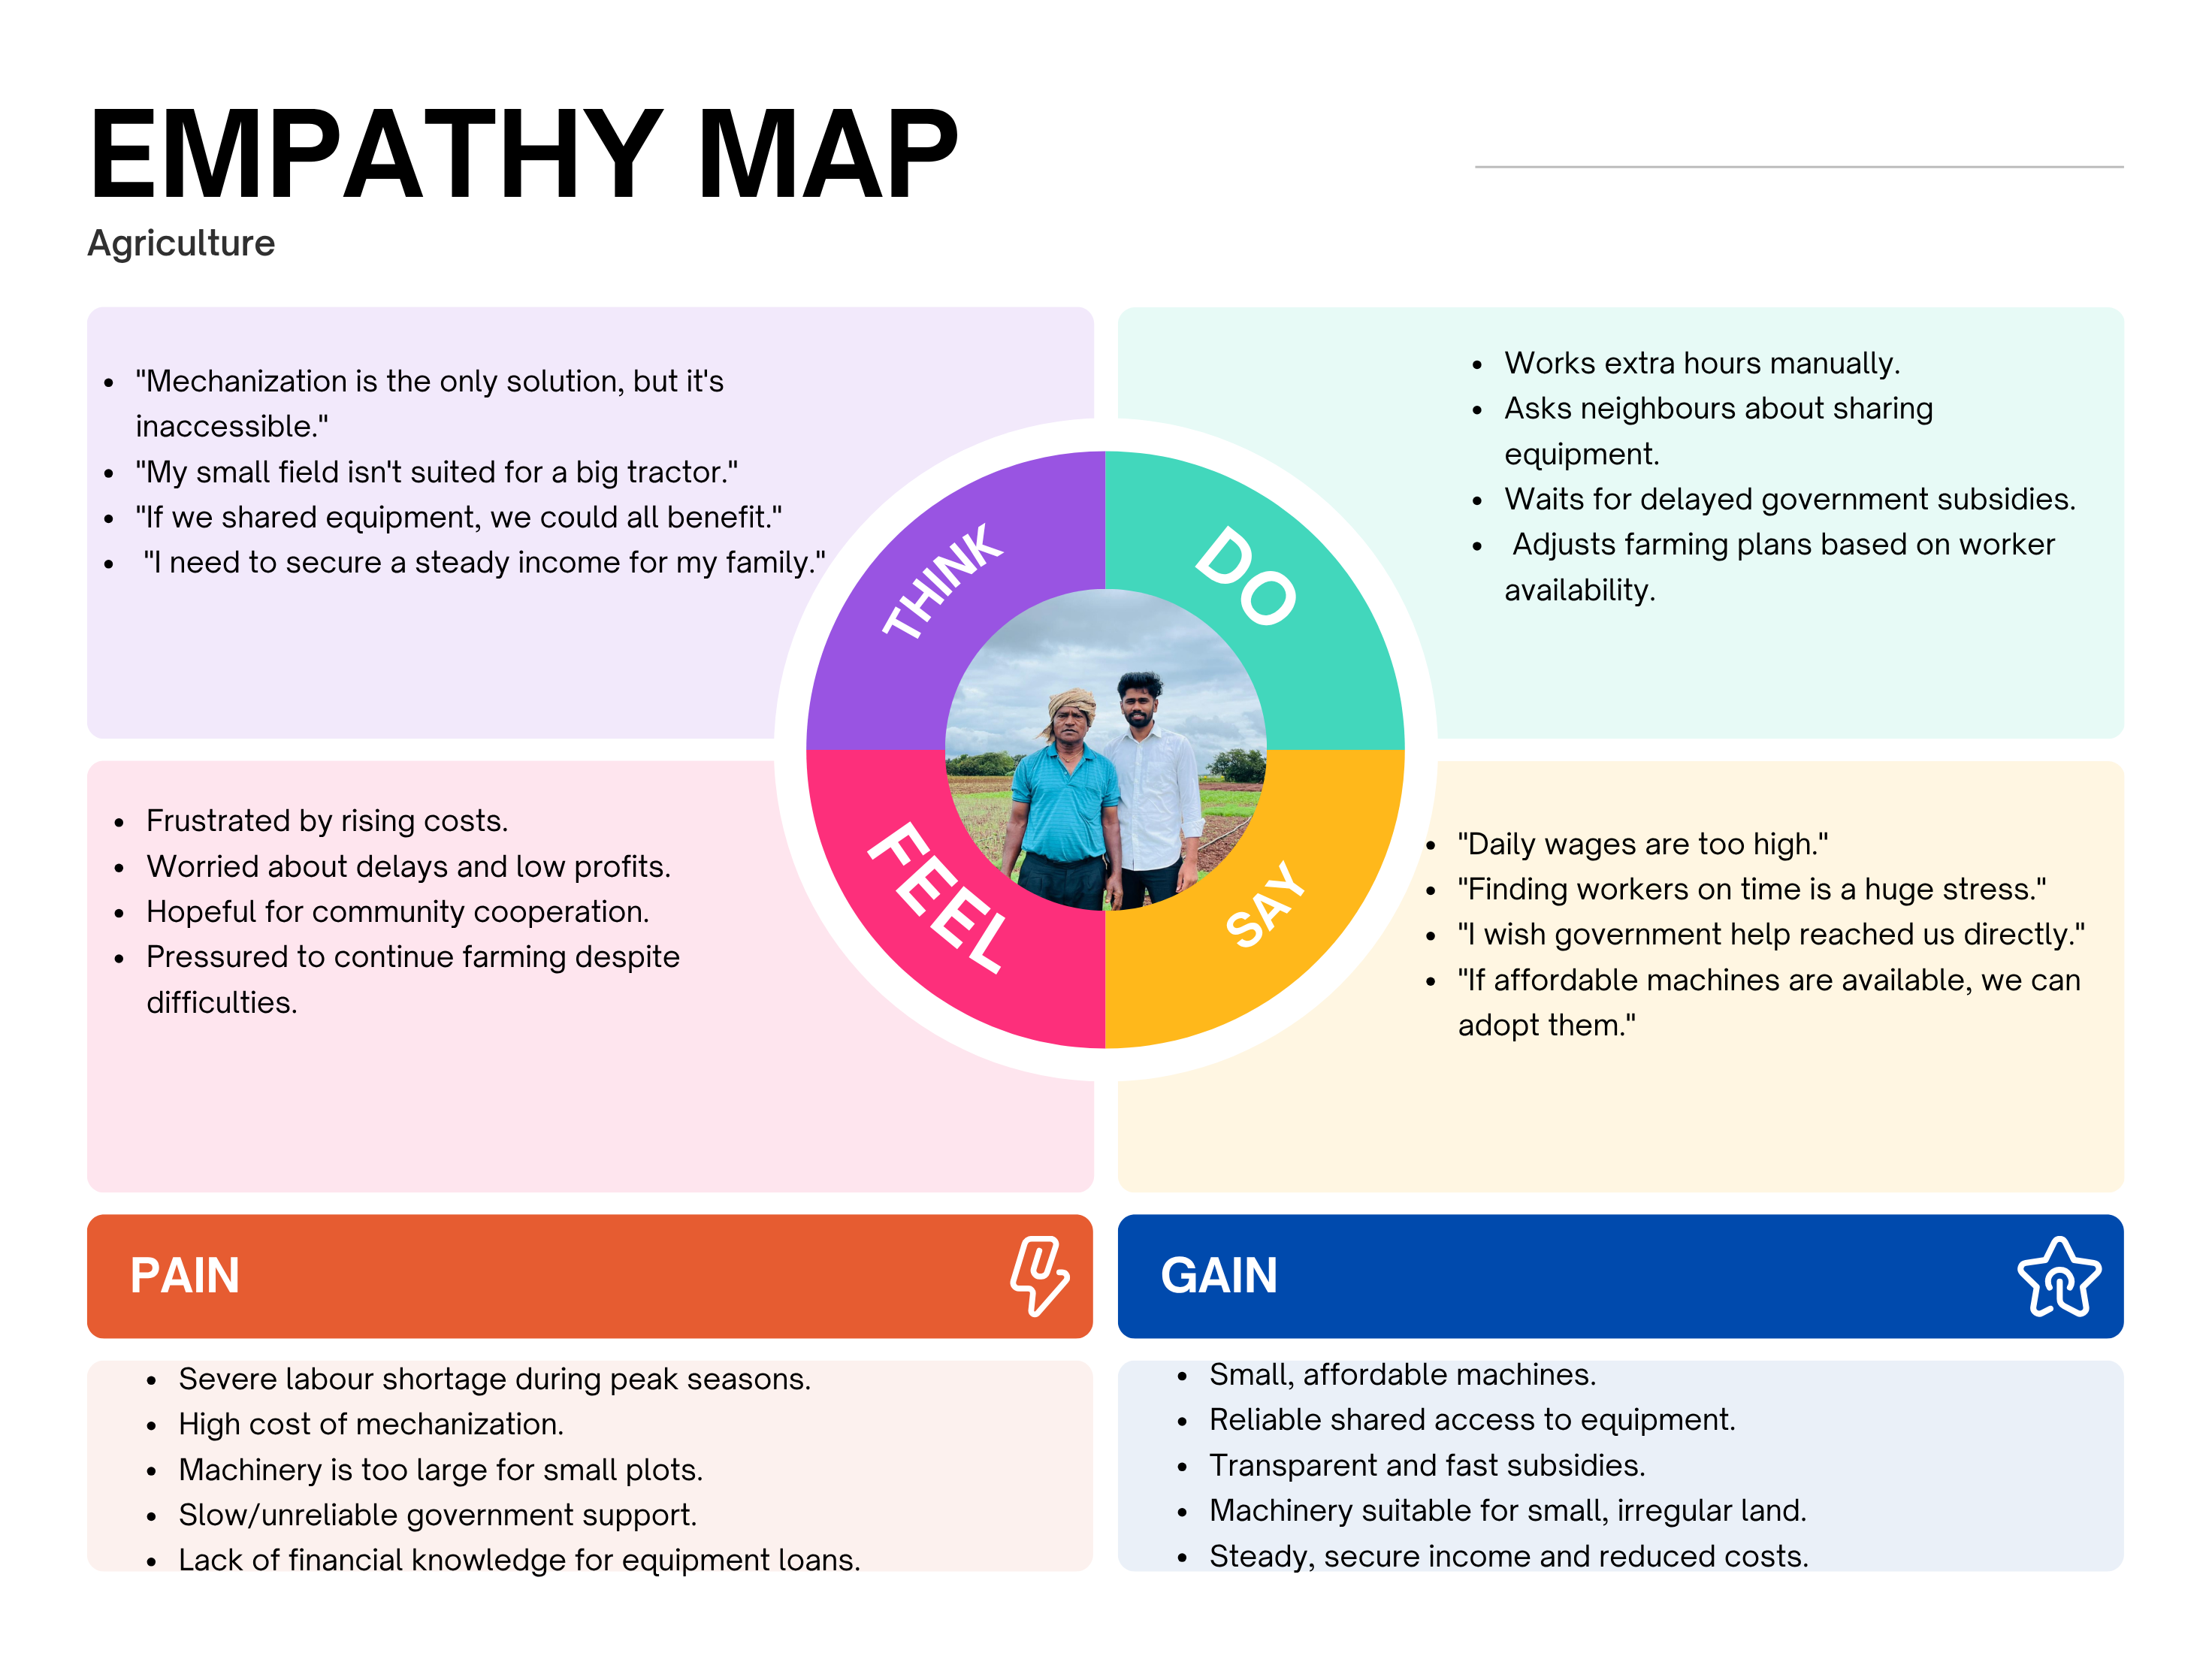 EMPATHY MAP
Agriculture
• "Mechanization is the only solution, but it's
inaccessible."
• "My small field isn't suited for a big tractor."
• "If we shared equipment, we could all benefit."
• "I need to secure a steady income for my family."
• Works extra hours manually.
• Asks neighbours about sharing
equipment.
• Waits for delayed government subsidies.
• Adjusts farming plans based on worker
availability.
THINK
DO
FEEL
SAY
• Frustrated by rising costs.
• Worried about delays and low profits.
• Hopeful for community cooperation.
• Pressured to continue farming despite
difficulties.
• "Daily wages are too high."
• "Finding workers on time is a huge stress."
• "I wish government help reached us directly."
• "If affordable machines are available, we can
adopt them."
PAIN
• Severe labour shortage during peak seasons.
• High cost of mechanization.
• Machinery is too large for small plots.
• Slow/unreliable government support.
• Lack of financial knowledge for equipment loans.
GAIN
• Small, affordable machines.
• Reliable shared access to equipment.
• Transparent and fast subsidies.
• Machinery suitable for small, irregular land.
• Steady, secure income and reduced costs.